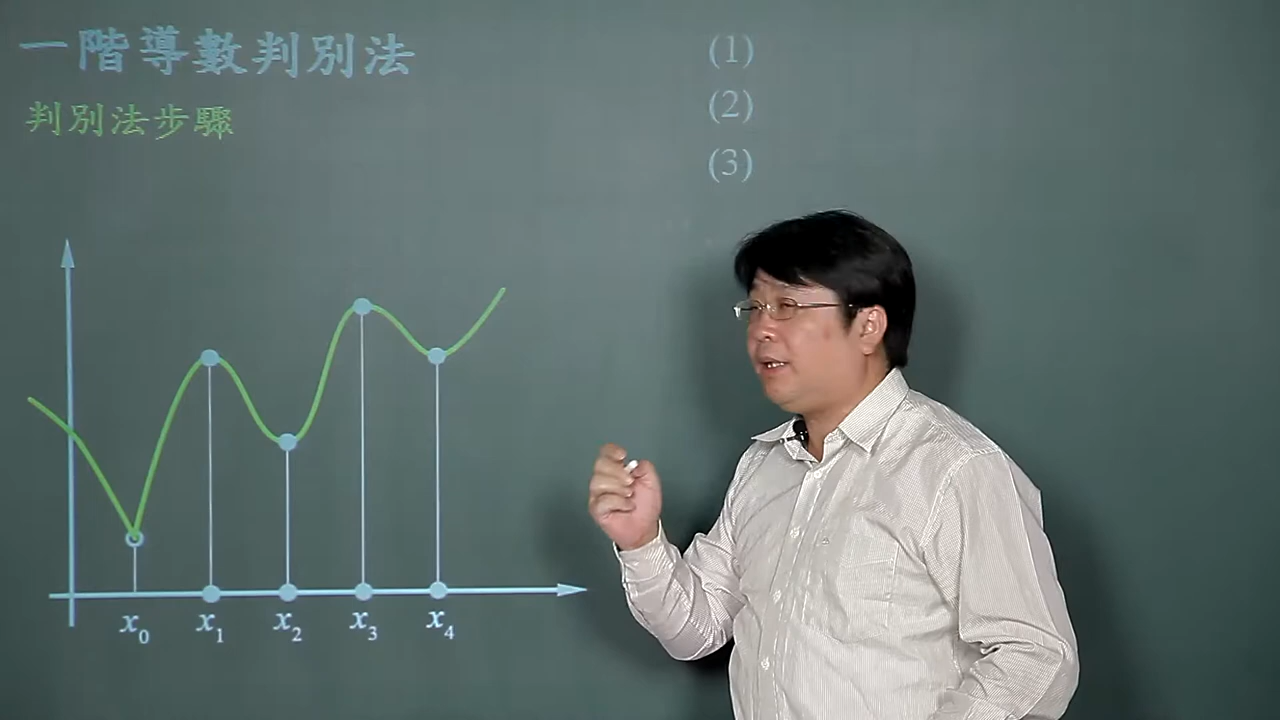 一階導數判別法
判別法步驟
(1)
(2)
(3)
x₀ x₁ x₂ x₃ x₄